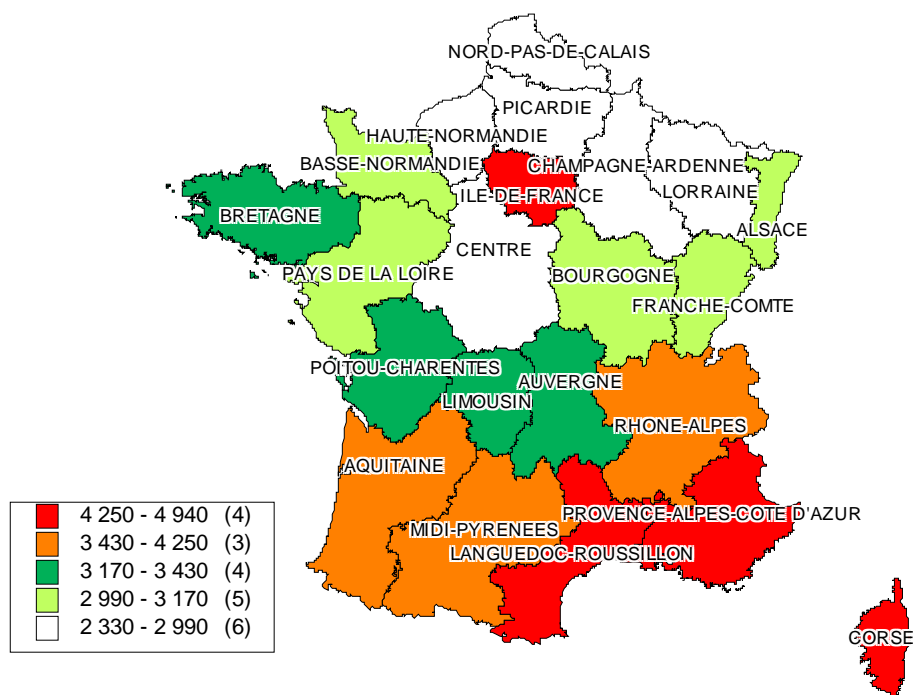 NORD-PAS-DE-CALAIS
PICARDIE
HAUTE-NORMANDIE
BASSE-NORMANDIE
CHAMPAGNE-ARDENNE
LORRAINE
ILE-DE-FRANCE
BRETAGNE
ALSACE
CENTRE
PAYS DE LA LOIRE
BOURGOGNE
FRANCHE-COMTE
POITOU-CHARENTES
AUVERGNE
LIMOUSIN
RHONE-ALPES
AQUITAINE
MIDI-PYRENEES
PROVENCE-ALPES-COTE D'AZUR
LANGUEDOC-ROUSSILLON
CORSE
4 250 - 4 940 (4)
3 430 - 4 250 (3)
3 170 - 3 430 (4)
2 990 - 3 170 (5)
2 330 - 2 990 (6)